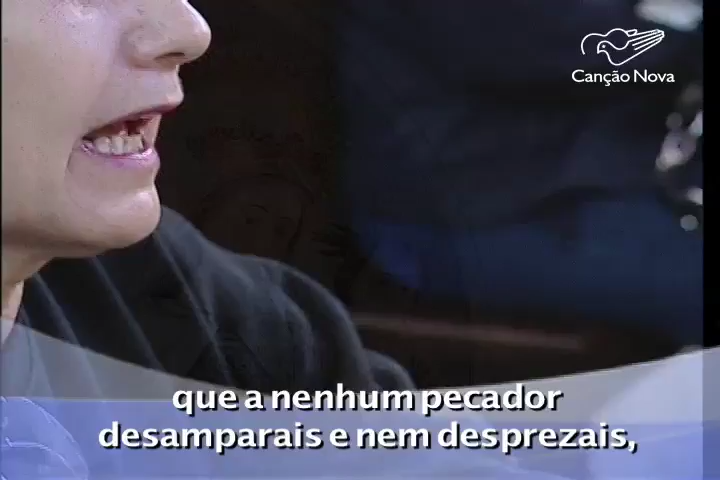 Canção Nova
que a nenhum pecador
desamparais e nem desprezais,